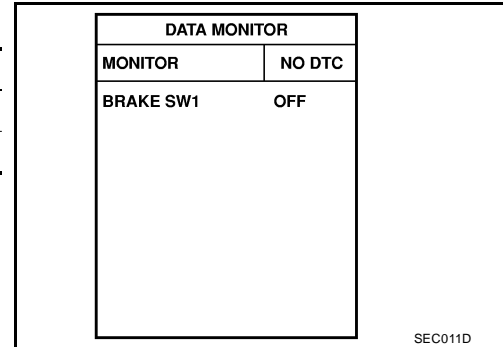 DATA MONITOR
MONITOR NO DTC
BRAKE SW1 OFF
SEC011D